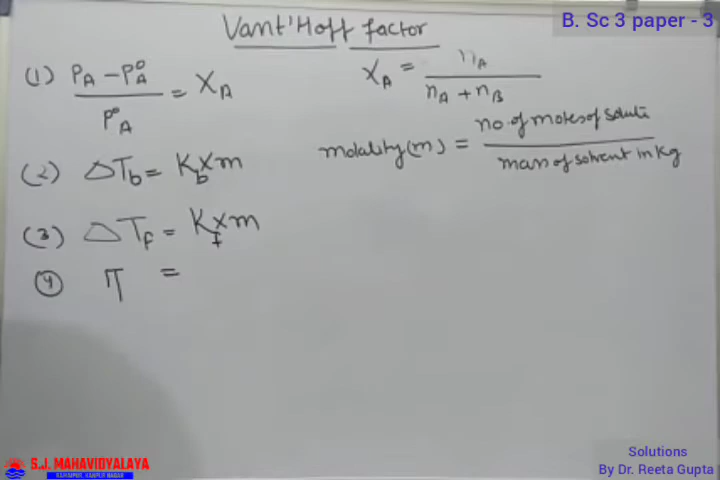 Vant'Hoff factor
B. Sc 3 paper - 3
(1) PA - P°A / P°A = XA
XA = nA / nA + nB
molality(m) = no. of moles of solute / mass of solvent in kg
(2) ΔTb = Kb x m
(3) ΔTf = Kf x m
(4) π =
S.J. MAHAVIDYALAYA
Solutions
By Dr. Reeta Gupta